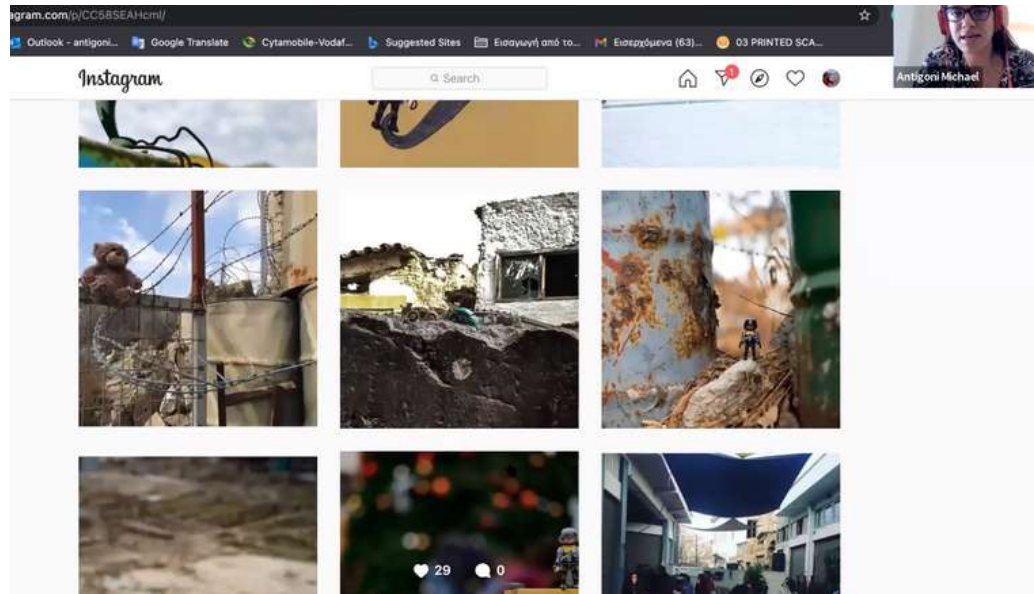 agram.com/p/CC58SEAHcml/
Outlook - antigoni... Google Translate Cytamobile-Vodaf... Suggested Sites Εισαγωγή από το... Εισερχόμενα (63)... 03 PRINTED SCA...
Instagram Search 1
Antigoni Michael
29 0